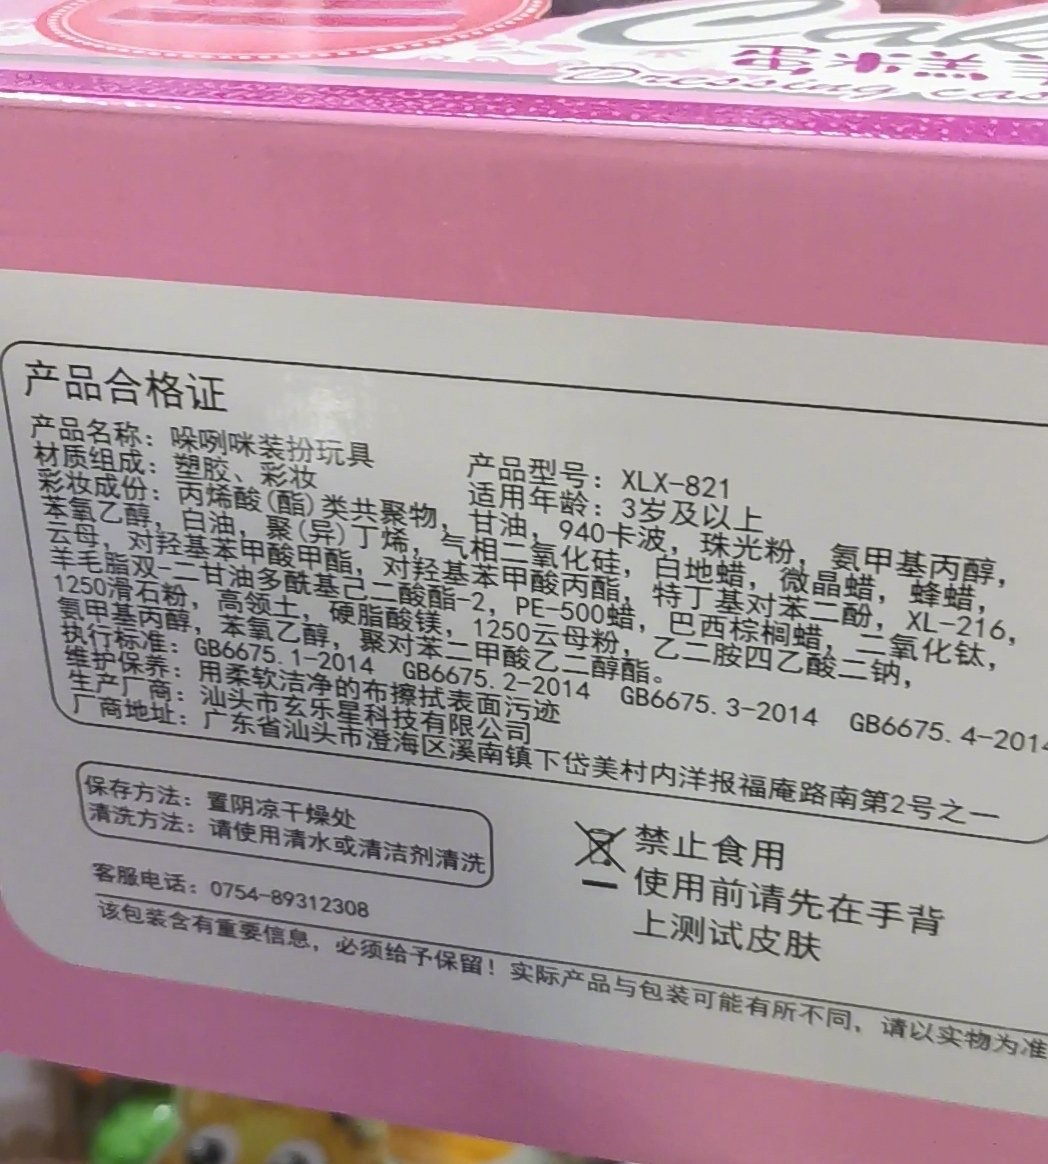 蛋糕
Dressing
产品合格证
产品名称：哚咧咪装扮玩具
产品型号：XLX-821
材质组成：塑胶、彩妆
适用年龄：3岁及以上
彩妆成份：丙烯酸(酯)类共聚物，甘油，940卡波，珠光粉，氨甲基丙醇，
苯氧乙醇，白油，聚(异)丁烯，气相二氧化硅，白地蜡，微晶蜡，蜂蜡，
云母，对羟基苯甲酸甲酯，对羟基苯甲酸丙酯，特丁基对苯二酚，XL-216，
羊毛脂双-二甘油多酰基己二酸酯-2，PE-500蜡，巴西棕榈蜡，二氧化钛，
1250滑石粉，高领土，硬脂酸镁，1250云母粉，乙二胺四乙酸二钠，
氨甲基丙醇，苯氧乙醇，聚对苯二甲酸乙二醇酯。
执行标准：GB6675.1-2014 GB6675.2-2014 GB6675.3-2014 GB6675.4-2014
维护保养：用柔软洁净的布擦拭表面污迹
生产厂商：汕头市玄乐星科技有限公司
厂商地址：广东省汕头市澄海区溪南镇下岱美村内洋报福庵路南第2号之一
保存方法：置阴凉干燥处
清洗方法：请使用清水或清洁剂清洗
禁止食用
使用前请先在手背
上测试皮肤
客服电话：0754-89312308
该包装含有重要信息，必须给予保留！实际产品与包装可能有所不同，请以实物为准